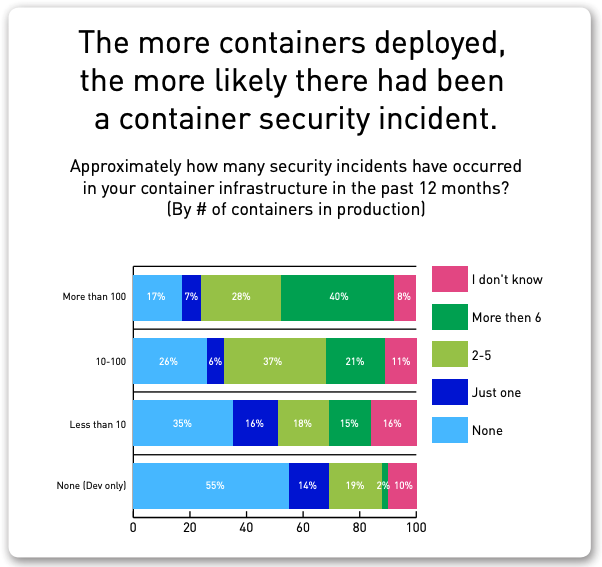 The more containers deployed,
the more likely there had been
a container security incident.
Approximately how many security incidents have occurred
in your container infrastructure in the past 12 months?
(By # of containers in production)
More than 100
17% 7% 28% 40% 8%
10-100
26% 6% 37% 21% 11%
Less than 10
35% 16% 18% 15% 16%
None (Dev only)
55% 14% 19% 2% 10%
0 20 40 60 80 100
I don't know
More then 6
2-5
Just one
None